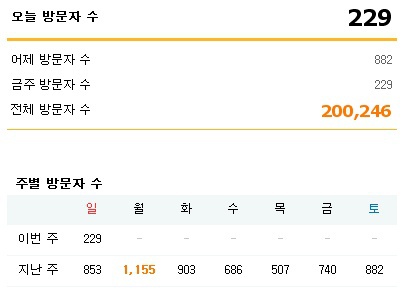 오늘 방문자 수 229
어제 방문자 수 882
금주 방문자 수 229
전체 방문자 수 200,246
주별 방문자 수
일 월 화 수 목 금 토
이번 주 229 - - - - - -
지난 주 853 1,155 903 686 507 740 882